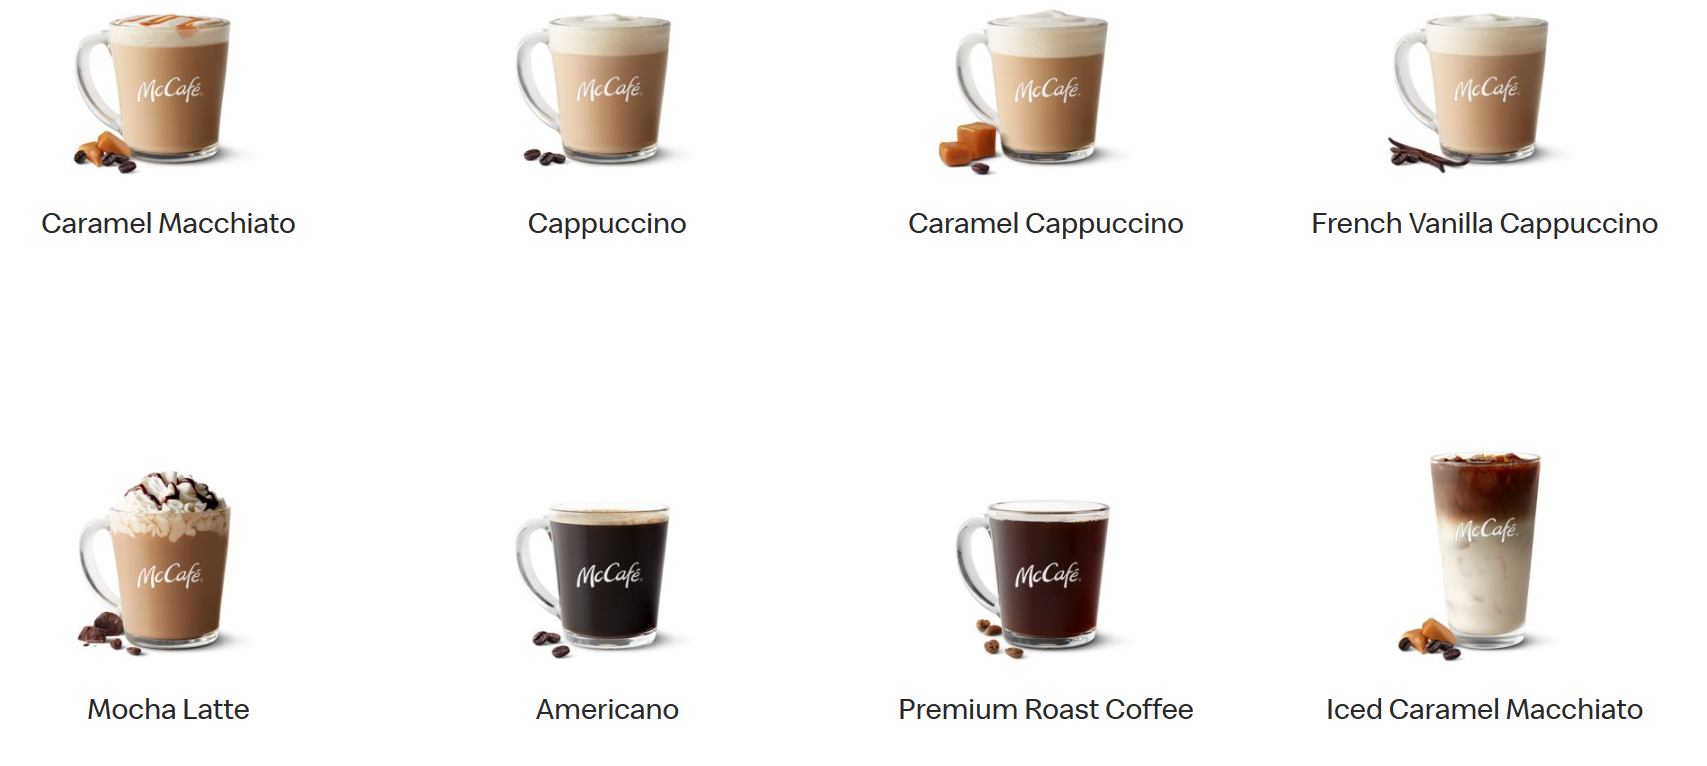 McCafé
McCafé
McCafé
McCafé
Caramel Macchiato
Cappuccino
Caramel Cappuccino
French Vanilla Cappuccino
McCafé
McCafé
McCafé
McCafé
Mocha Latte
Americano
Premium Roast Coffee
Iced Caramel Macchiato